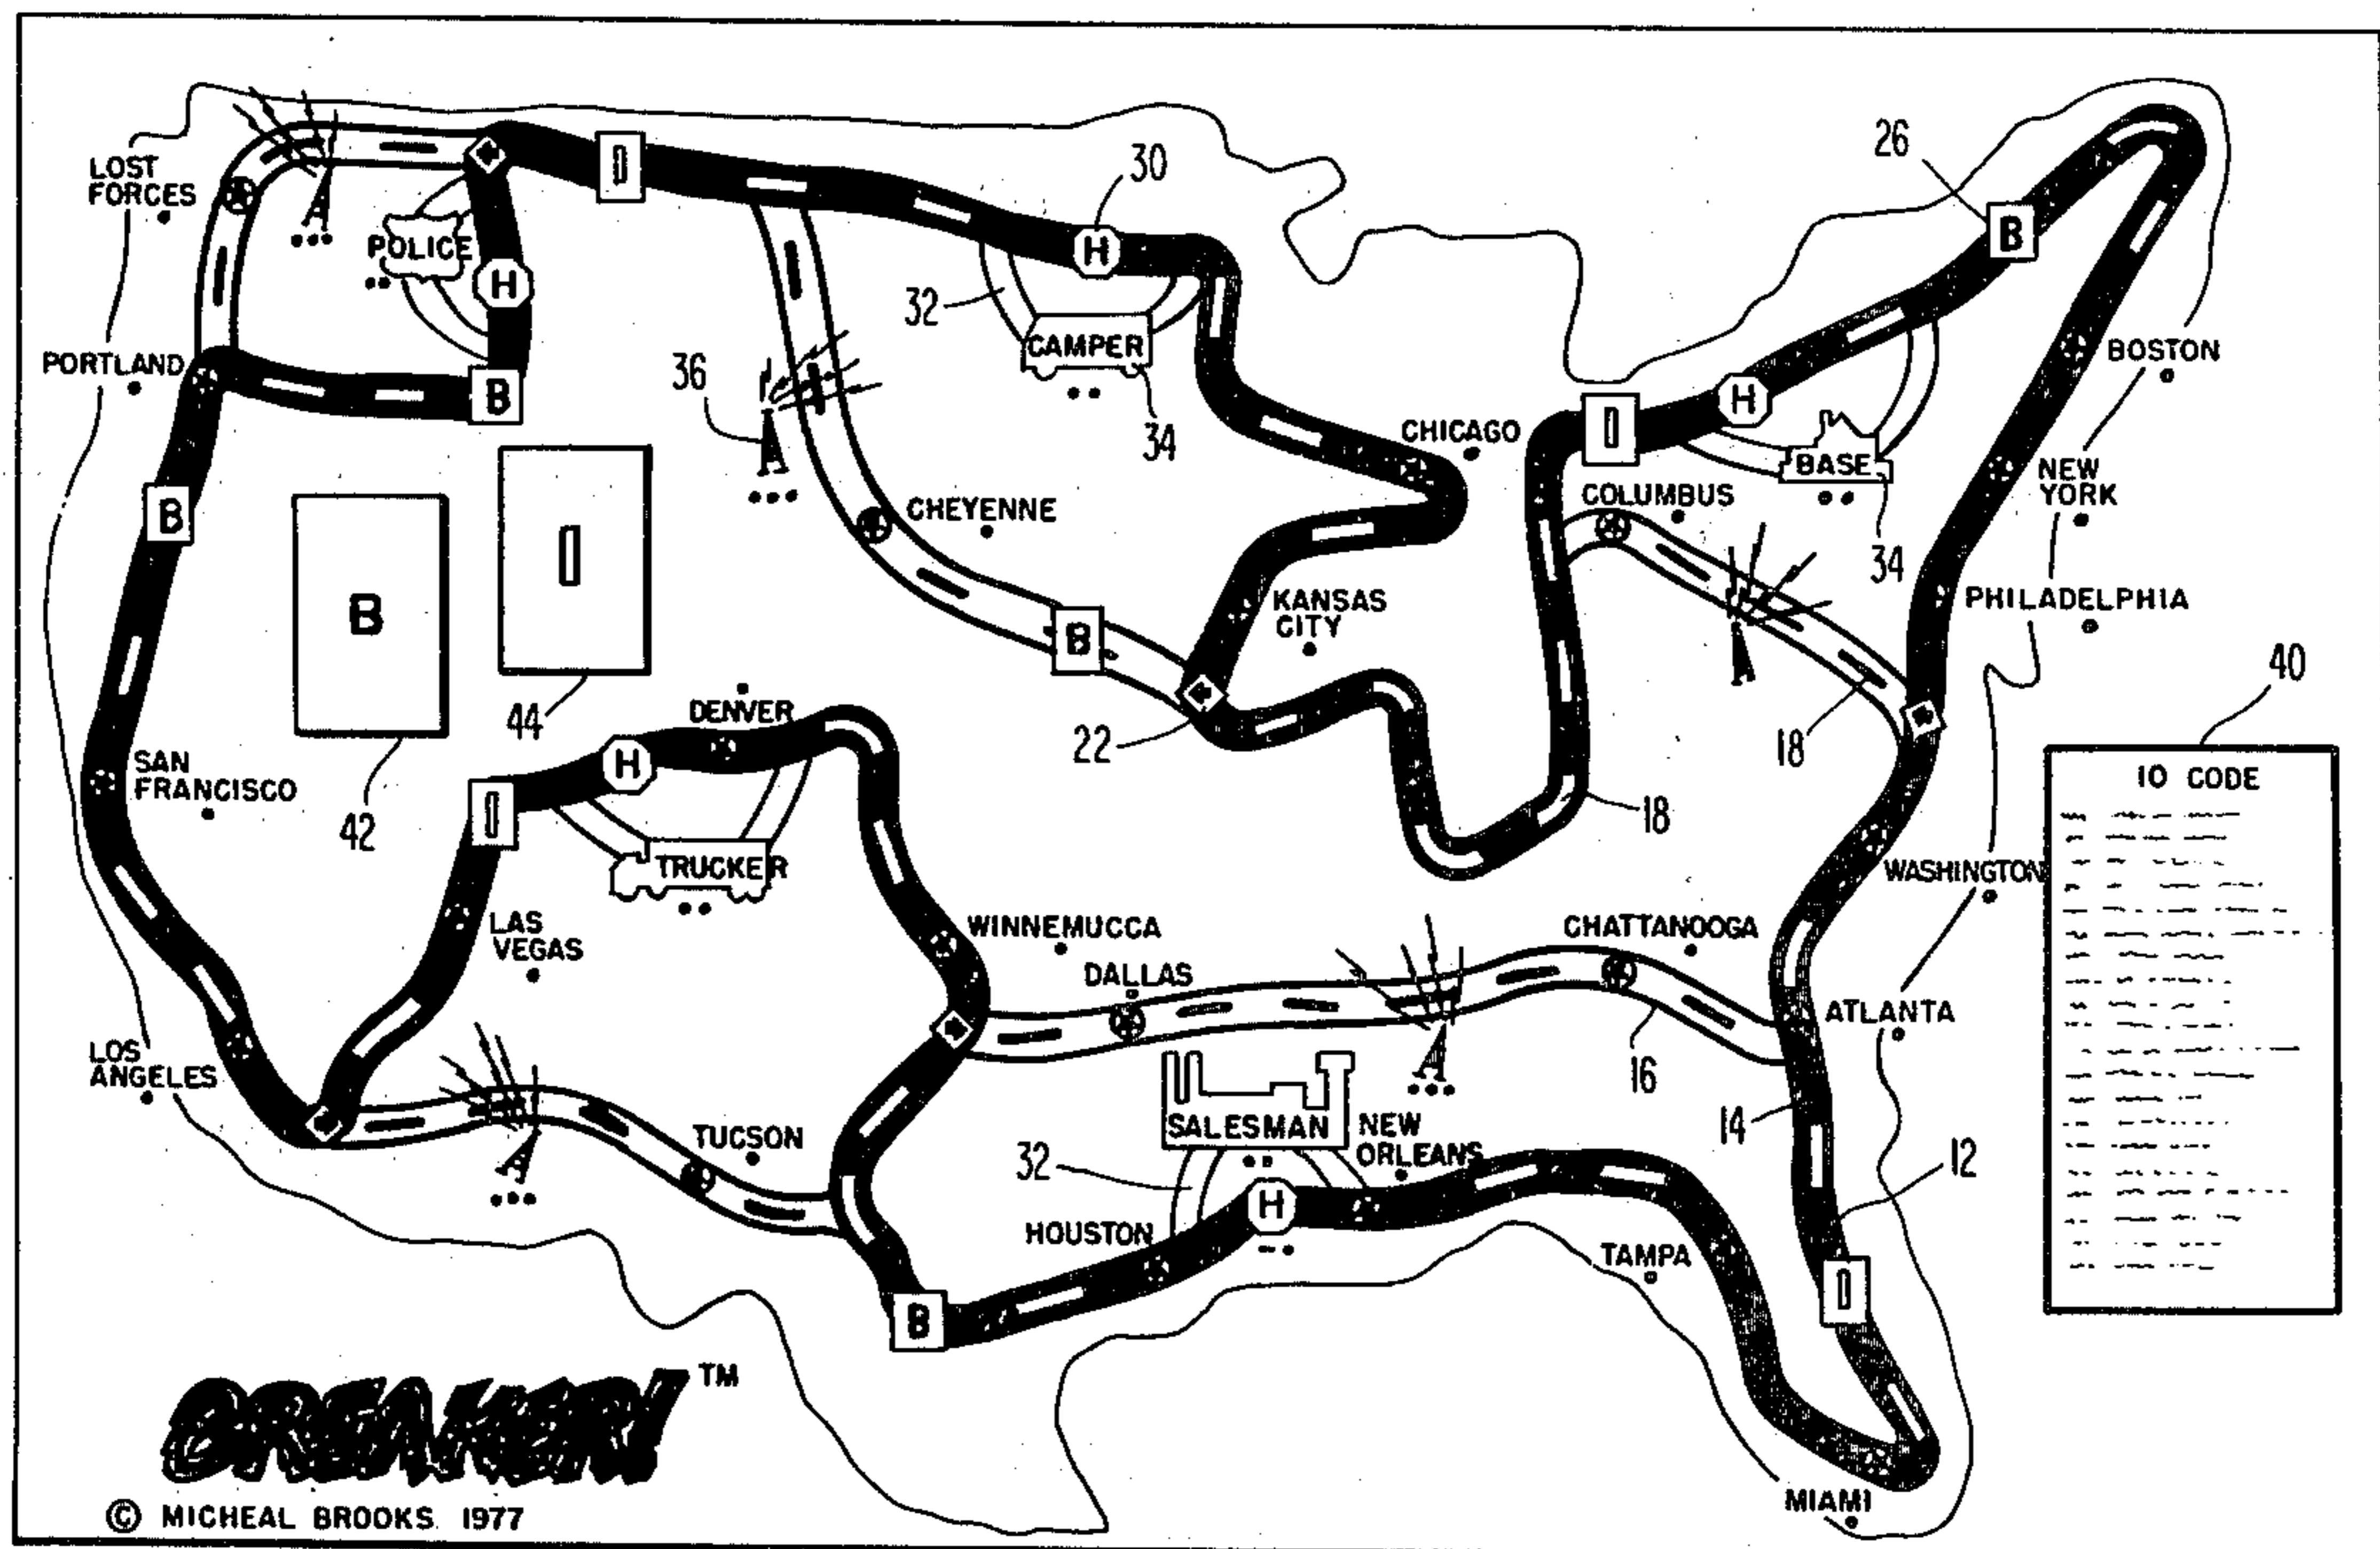 26
30
LOST
FORCES
POLICE
H
B
H
32
CAMPER
34
36
PORTLAND
B
BOSTON
CHICAGO
H
BASE
NEW
YORK
COLUMBUS
34
CHEYENNE
B
B
KANSAS
CITY
PHILADELPHIA
B
40
44
DENVER
22
18
10 CODE
SAN
FRANCISCO
H
42
18
TRUCKER
WASHINGTON
LAS
VEGAS
WINNEMUCCA
CHATTANOOGA
DALLAS
ATLANTA
LOS
ANGELES
16
14
TUCSON
SALESMAN
NEW
ORLEANS
32
12
H
HOUSTON
TAMPA
B
BREAKER! TM
MIAMI
© MICHEAL BROOKS 1977